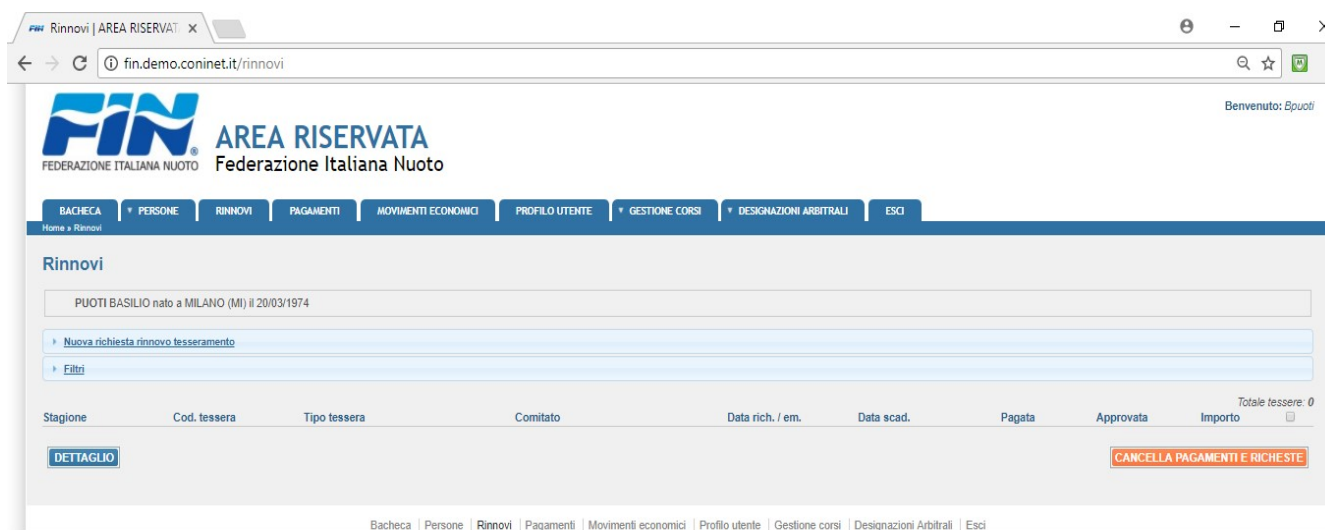 FIN Rinnovi | AREA RISERVAT
fin.demo.coninet.it/rinnovi
Benvenuto: Bpuoti
FIN
FEDERAZIONE ITALIANA NUOTO
AREA RISERVATA
Federazione Italiana Nuoto
BACHECA PERSONE RINNOVI PAGAMENTI MOVIMENTI ECONOMICI PROFILO UTENTE GESTIONE CORSI DESIGNAZIONI ARBITRALI ESCI
Home » Rinnovi
Rinnovi
PUOTI BASILIO nato a MILANO (MI) il 20/03/1974
Nuova richiesta rinnovo tesseramento
Filtri
Totale tessere: 0
Stagione Cod. tessera Tipo tessera Comitato Data rich. / em. Data scad. Pagata Approvata Importo
DETTAGLIO CANCELLA PAGAMENTI E RICHESTE
Bacheca | Persone | Rinnovi | Pagamenti | Movimenti economici | Profilo utente | Gestione corsi | Designazioni Arbitrali | Esci